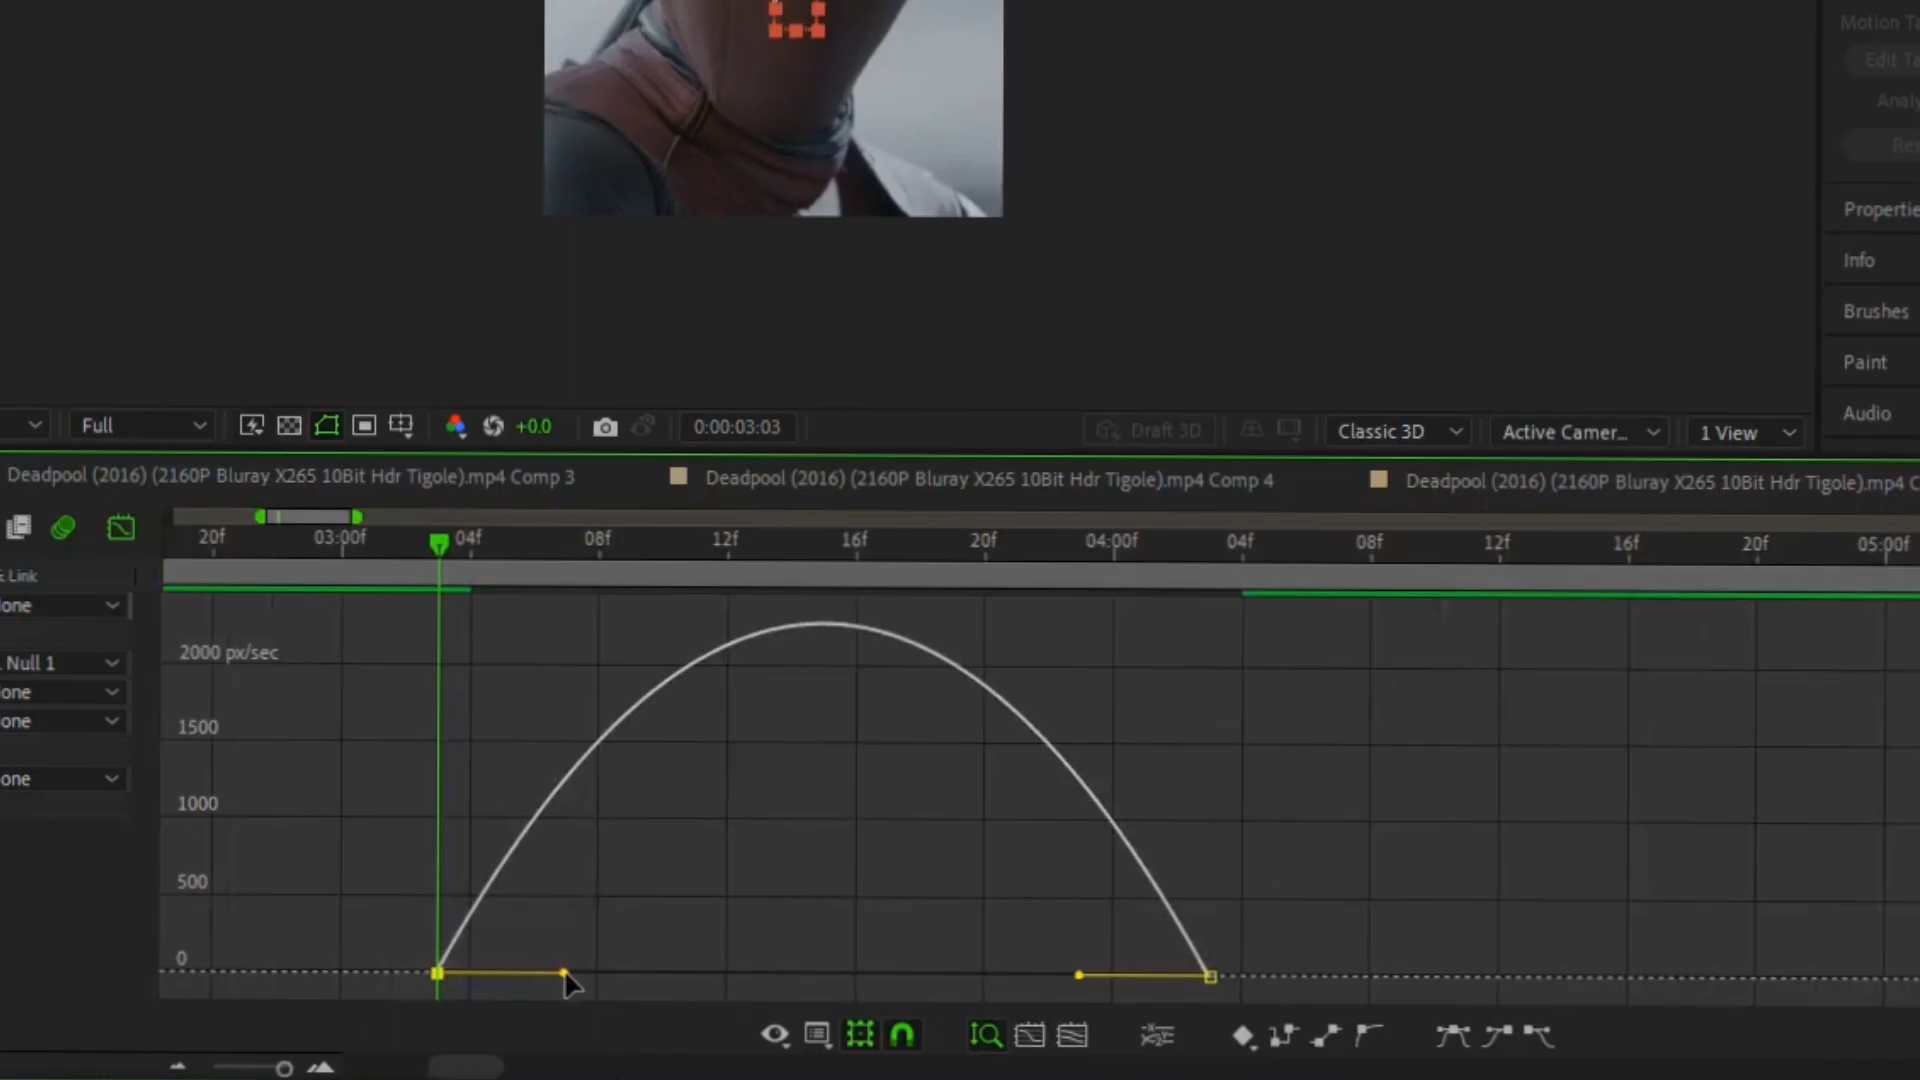 Motion Ta
Edit Ta
Analy
Res
Propertie
Info
Brushes
Paint
Audio
Full
+0.0
0:00:03:03
Draft 3D
Classic 3D
Active Camer...
1 View
Deadpool (2016) (2160P Bluray X265 10Bit Hdr Tigole).mp4 Comp 3
Deadpool (2016) (2160P Bluray X265 10Bit Hdr Tigole).mp4 Comp 4
Deadpool (2016) (2160P Bluray X265 10Bit Hdr Tigole).mp4 C
20f 03:00f 04f 08f 12f 16f 20f 04:00f 04f 08f 12f 16f 20f 05:00f
& Link
one
. Null 1
one
one
one
2000 px/sec
1500
1000
500
0